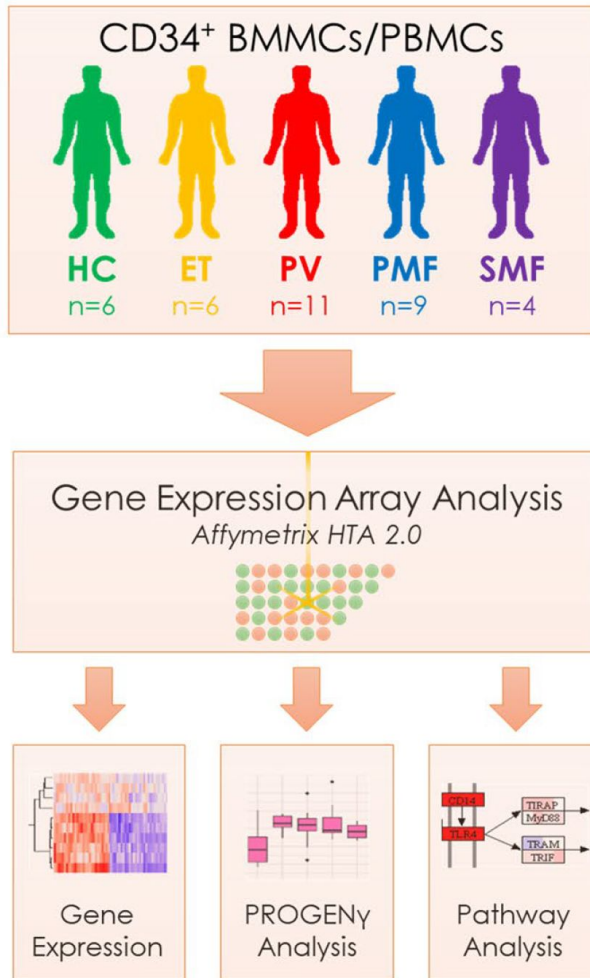 CD34⁺ BMMCs/PBMCs
HC ET PV PMF SMF
n=6 n=6 n=11 n=9 n=4
Gene Expression Array Analysis
Affymetrix HTA 2.0
CD14
TLR4
TIRAP
MyD88
TRAM
TRIF
Gene
Expression
PROGENγ
Analysis
Pathway
Analysis